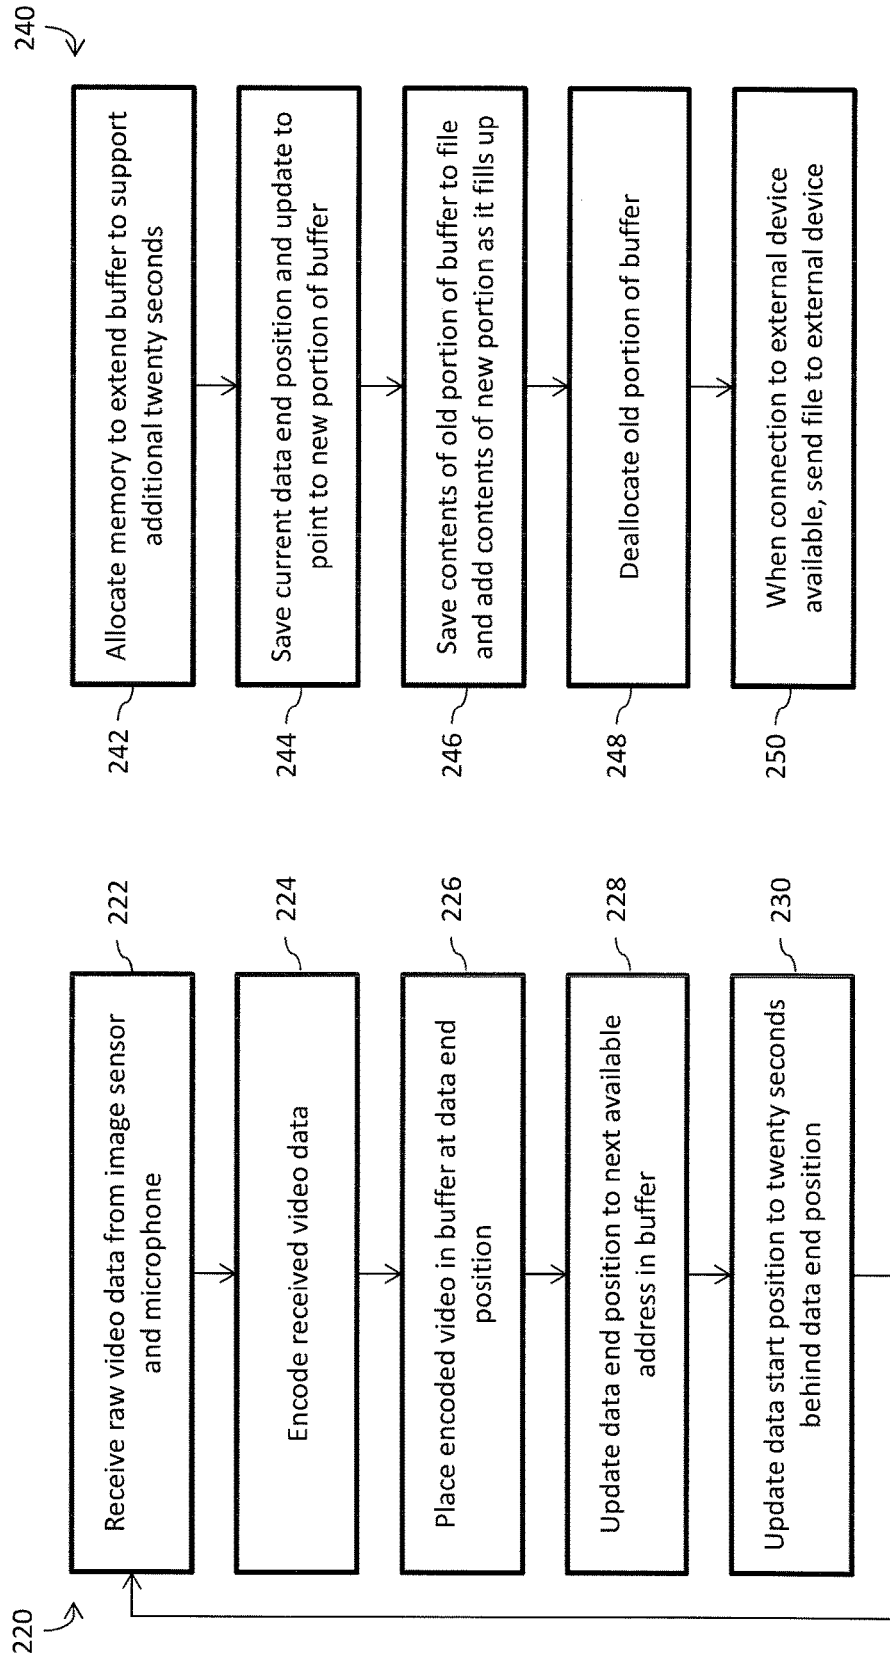 220
Receive raw video data from image sensor
and microphone
222
Encode received video data
224
Place encoded video in buffer at data end
position
226
Update data end position to next available
address in buffer
228
Update data start position to twenty seconds
behind data end position
230
240
Allocate memory to extend buffer to support
additional twenty seconds
242
Save current data end position and update to
point to new portion of buffer
244
Save contents of old portion of buffer to file
and add contents of new portion as it fills up
246
Deallocate old portion of buffer
248
When connection to external device
available, send file to external device
250